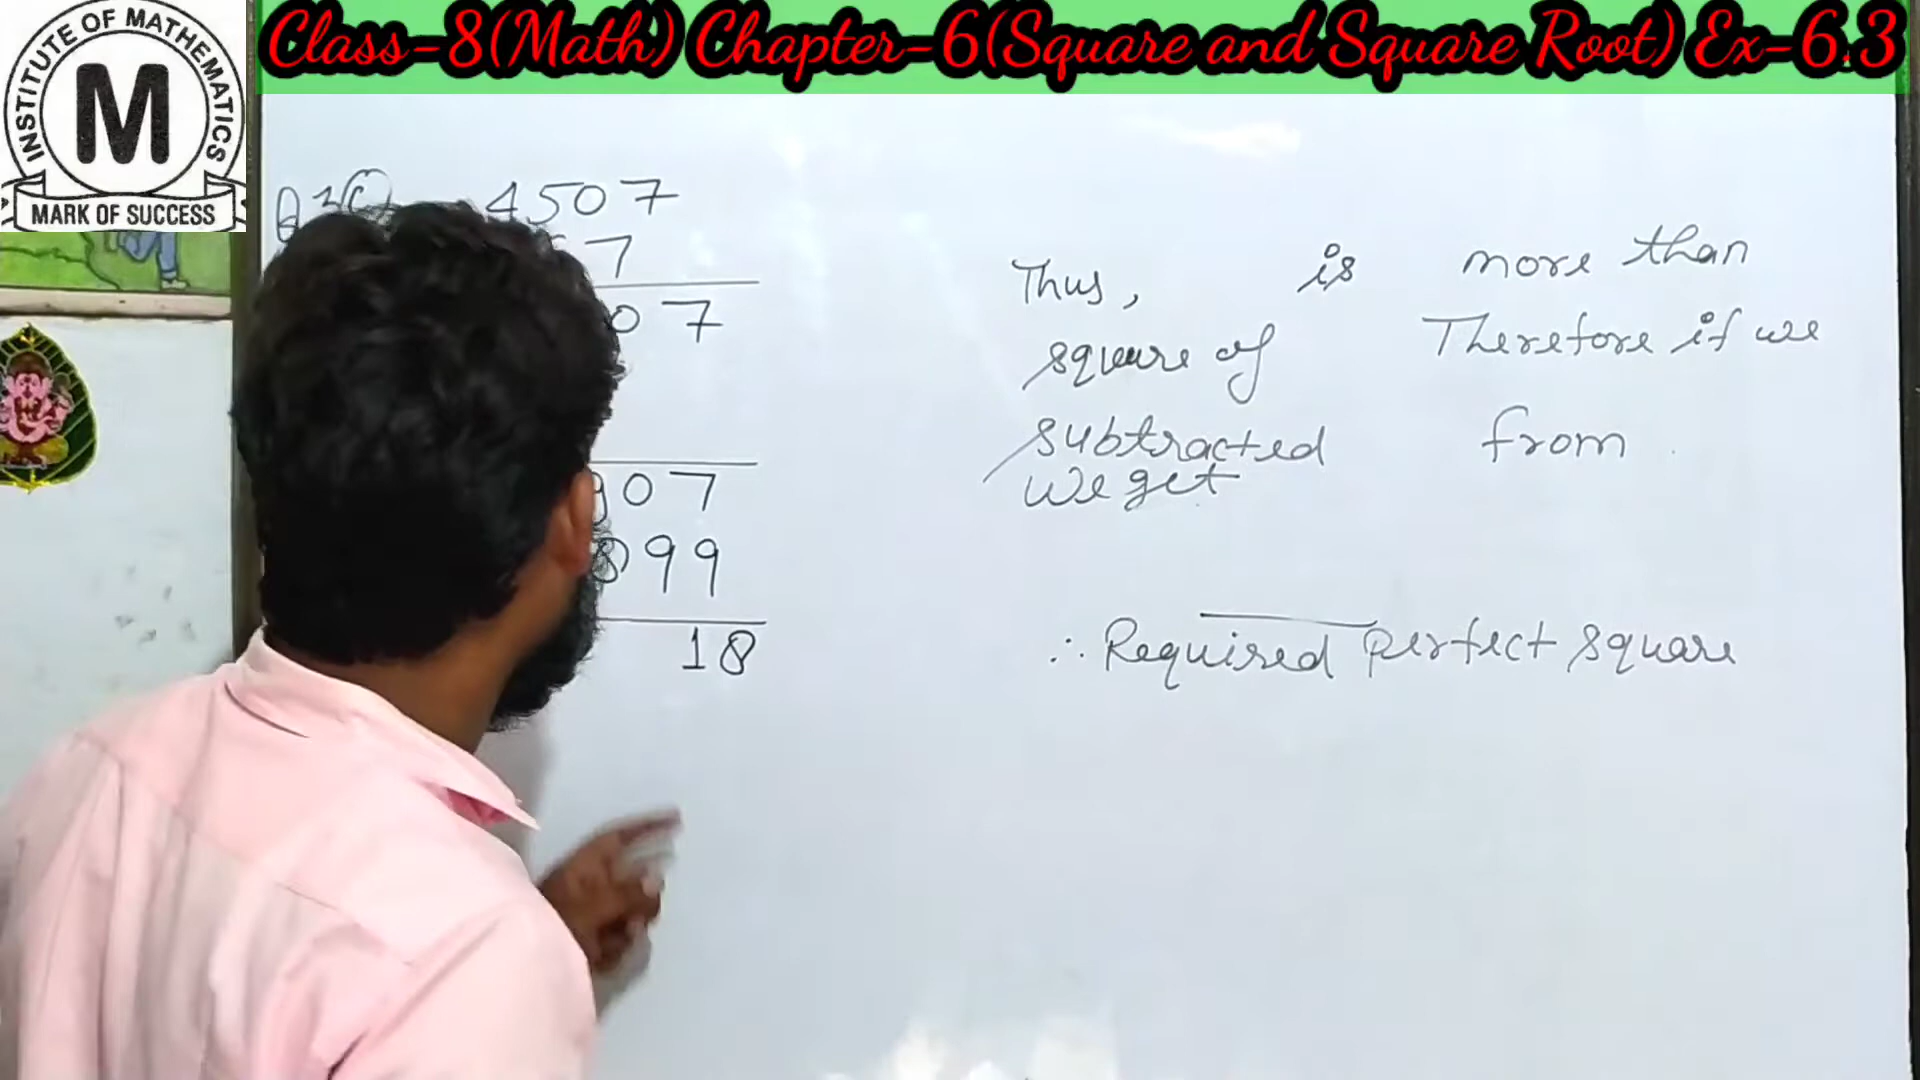 INSTITUTE OF MATHEMATICS
M
MARK OF SUCCESS
Class-8(Math) Chapter-6(Square and Square Root) Ex-6.3
4507
7
07
907
899
18
Thus, is more than
square of Therefore if we
subtracted from
we get
∴ Required perfect square